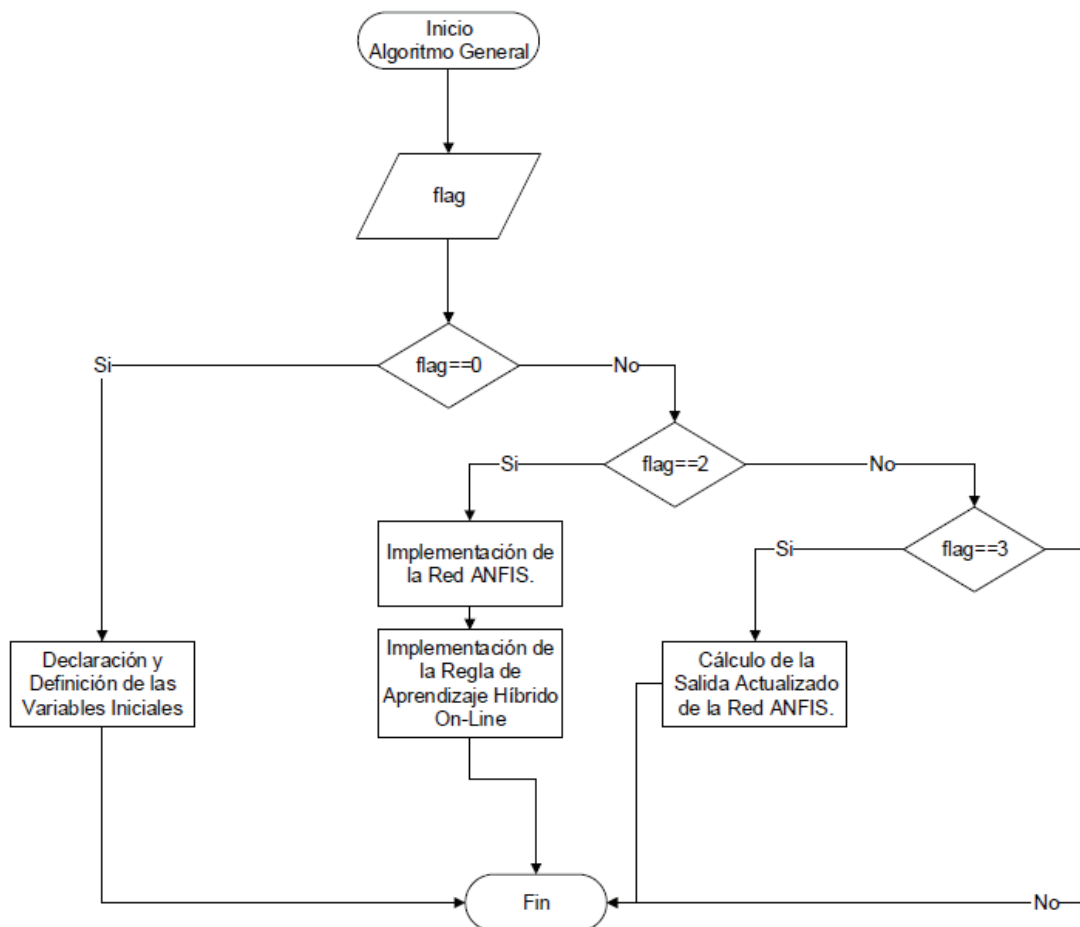 Inicio
Algoritmo General
flag
flag==0
Si
No
flag==2
Si
No
flag==3
Si
Implementación de
la Red ANFIS.
Implementación de
la Regla de
Aprendizaje Híbrido
On-Line
Declaración y
Definición de las
Variables Iniciales
Cálculo de la
Salida Actualizado
de la Red ANFIS.
Fin
No